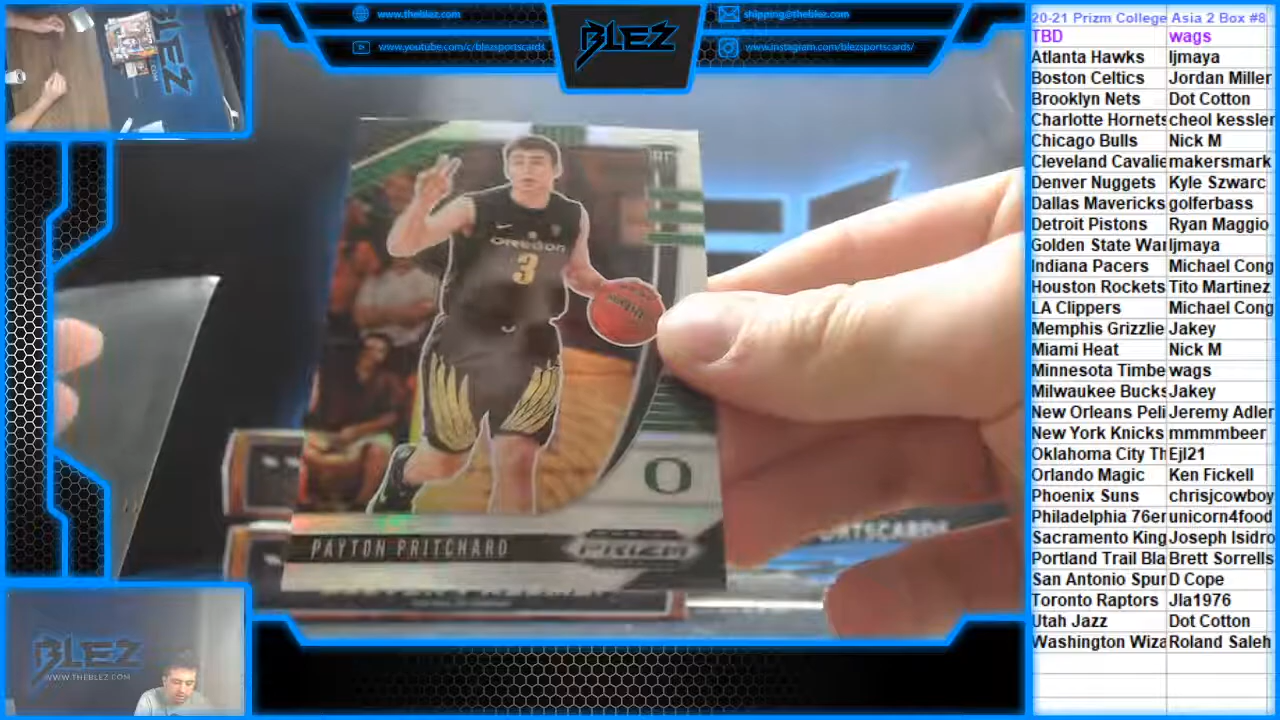 www.theblez.com
www.youtube.com/c/blezsportscards
BLEZ
shipping@theblez.com
www.instagram.com/blezsportscards/
20-21 Prizm College Asia 2 Box #8
TBD wags
Atlanta Hawks ljmaya
Boston Celtics Jordan Miller
Brooklyn Nets Dot Cotton
Charlotte Hornets cheol kessler
Chicago Bulls Nick M
Cleveland Cavalie makersmark
Denver Nuggets Kyle Szwarc
Dallas Mavericks golferbass
Detroit Pistons Ryan Maggio
Golden State War ljmaya
Indiana Pacers Michael Cong
Houston Rockets Tito Martinez
LA Clippers Michael Cong
Memphis Grizzlie Jakey
Miami Heat Nick M
Minnesota Timbe wags
Milwaukee Bucks Jakey
New Orleans Peli Jeremy Adler
New York Knicks mmmmbeer
Oklahoma City Th Ejl21
Orlando Magic Ken Fickell
Phoenix Suns chrisjcowboy
Philadelphia 76er unicorn4food
Sacramento King Joseph Isidro
Portland Trail Bla Brett Sorrells
San Antonio Spur D Cope
Toronto Raptors Jla1976
Utah Jazz Dot Cotton
Washington Wiza Roland Saleh
OREGON
3
O
PAYTON PRITCHARD
PRIZM
BLEZ
BLEZ
WWW.THEBLEZ.COM